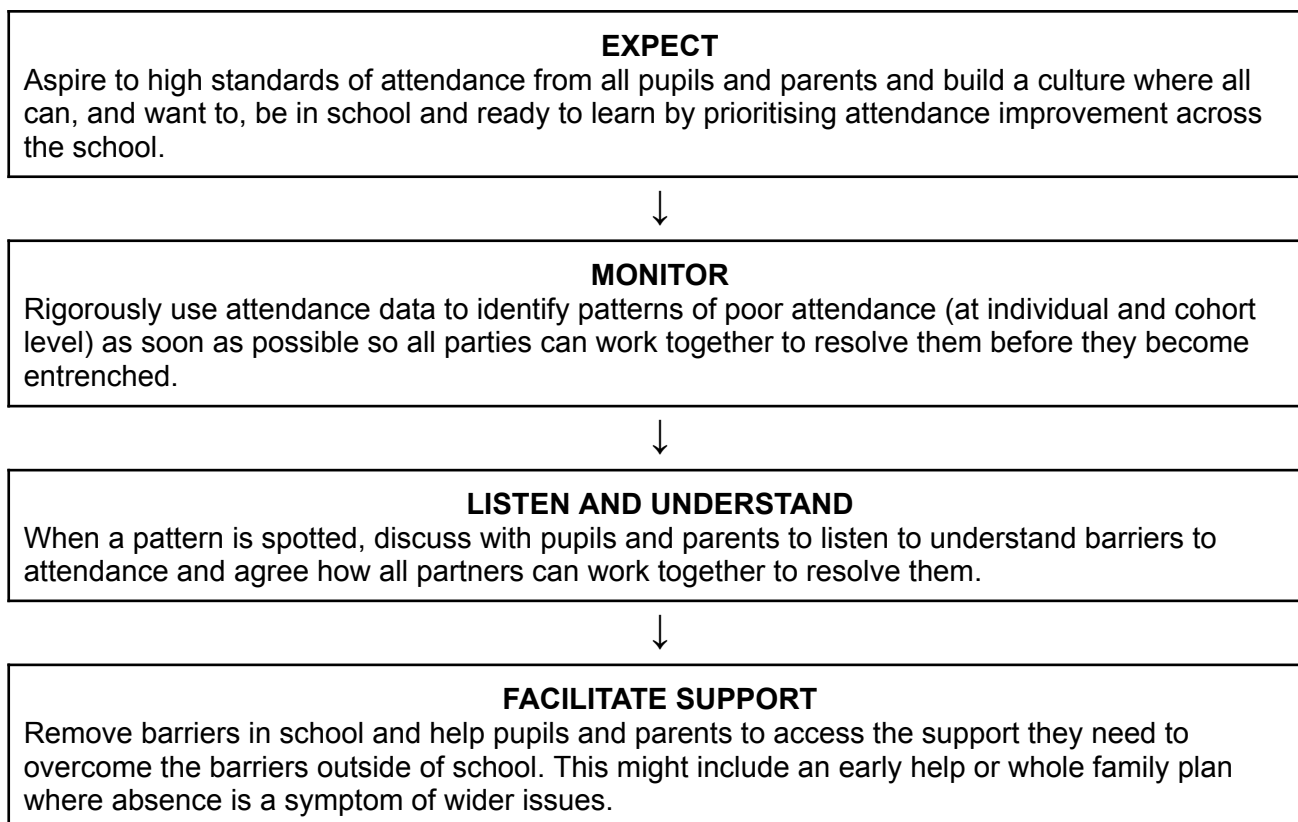 EXPECT
Aspire to high standards of attendance from all pupils and parents and build a culture where all
can, and want to, be in school and ready to learn by prioritising attendance improvement across
the school.
↓
MONITOR
Rigorously use attendance data to identify patterns of poor attendance (at individual and cohort
level) as soon as possible so all parties can work together to resolve them before they become
entrenched.
↓
LISTEN AND UNDERSTAND
When a pattern is spotted, discuss with pupils and parents to listen to understand barriers to
attendance and agree how all partners can work together to resolve them.
↓
FACILITATE SUPPORT
Remove barriers in school and help pupils and parents to access the support they need to
overcome the barriers outside of school. This might include an early help or whole family plan
where absence is a symptom of wider issues.